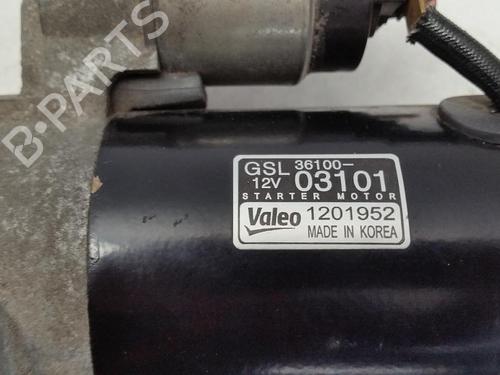 B-PARTS
GSL 36100-
12V 03101
STARTER MOTOR
Valeo 1201952
MADE IN KOREA